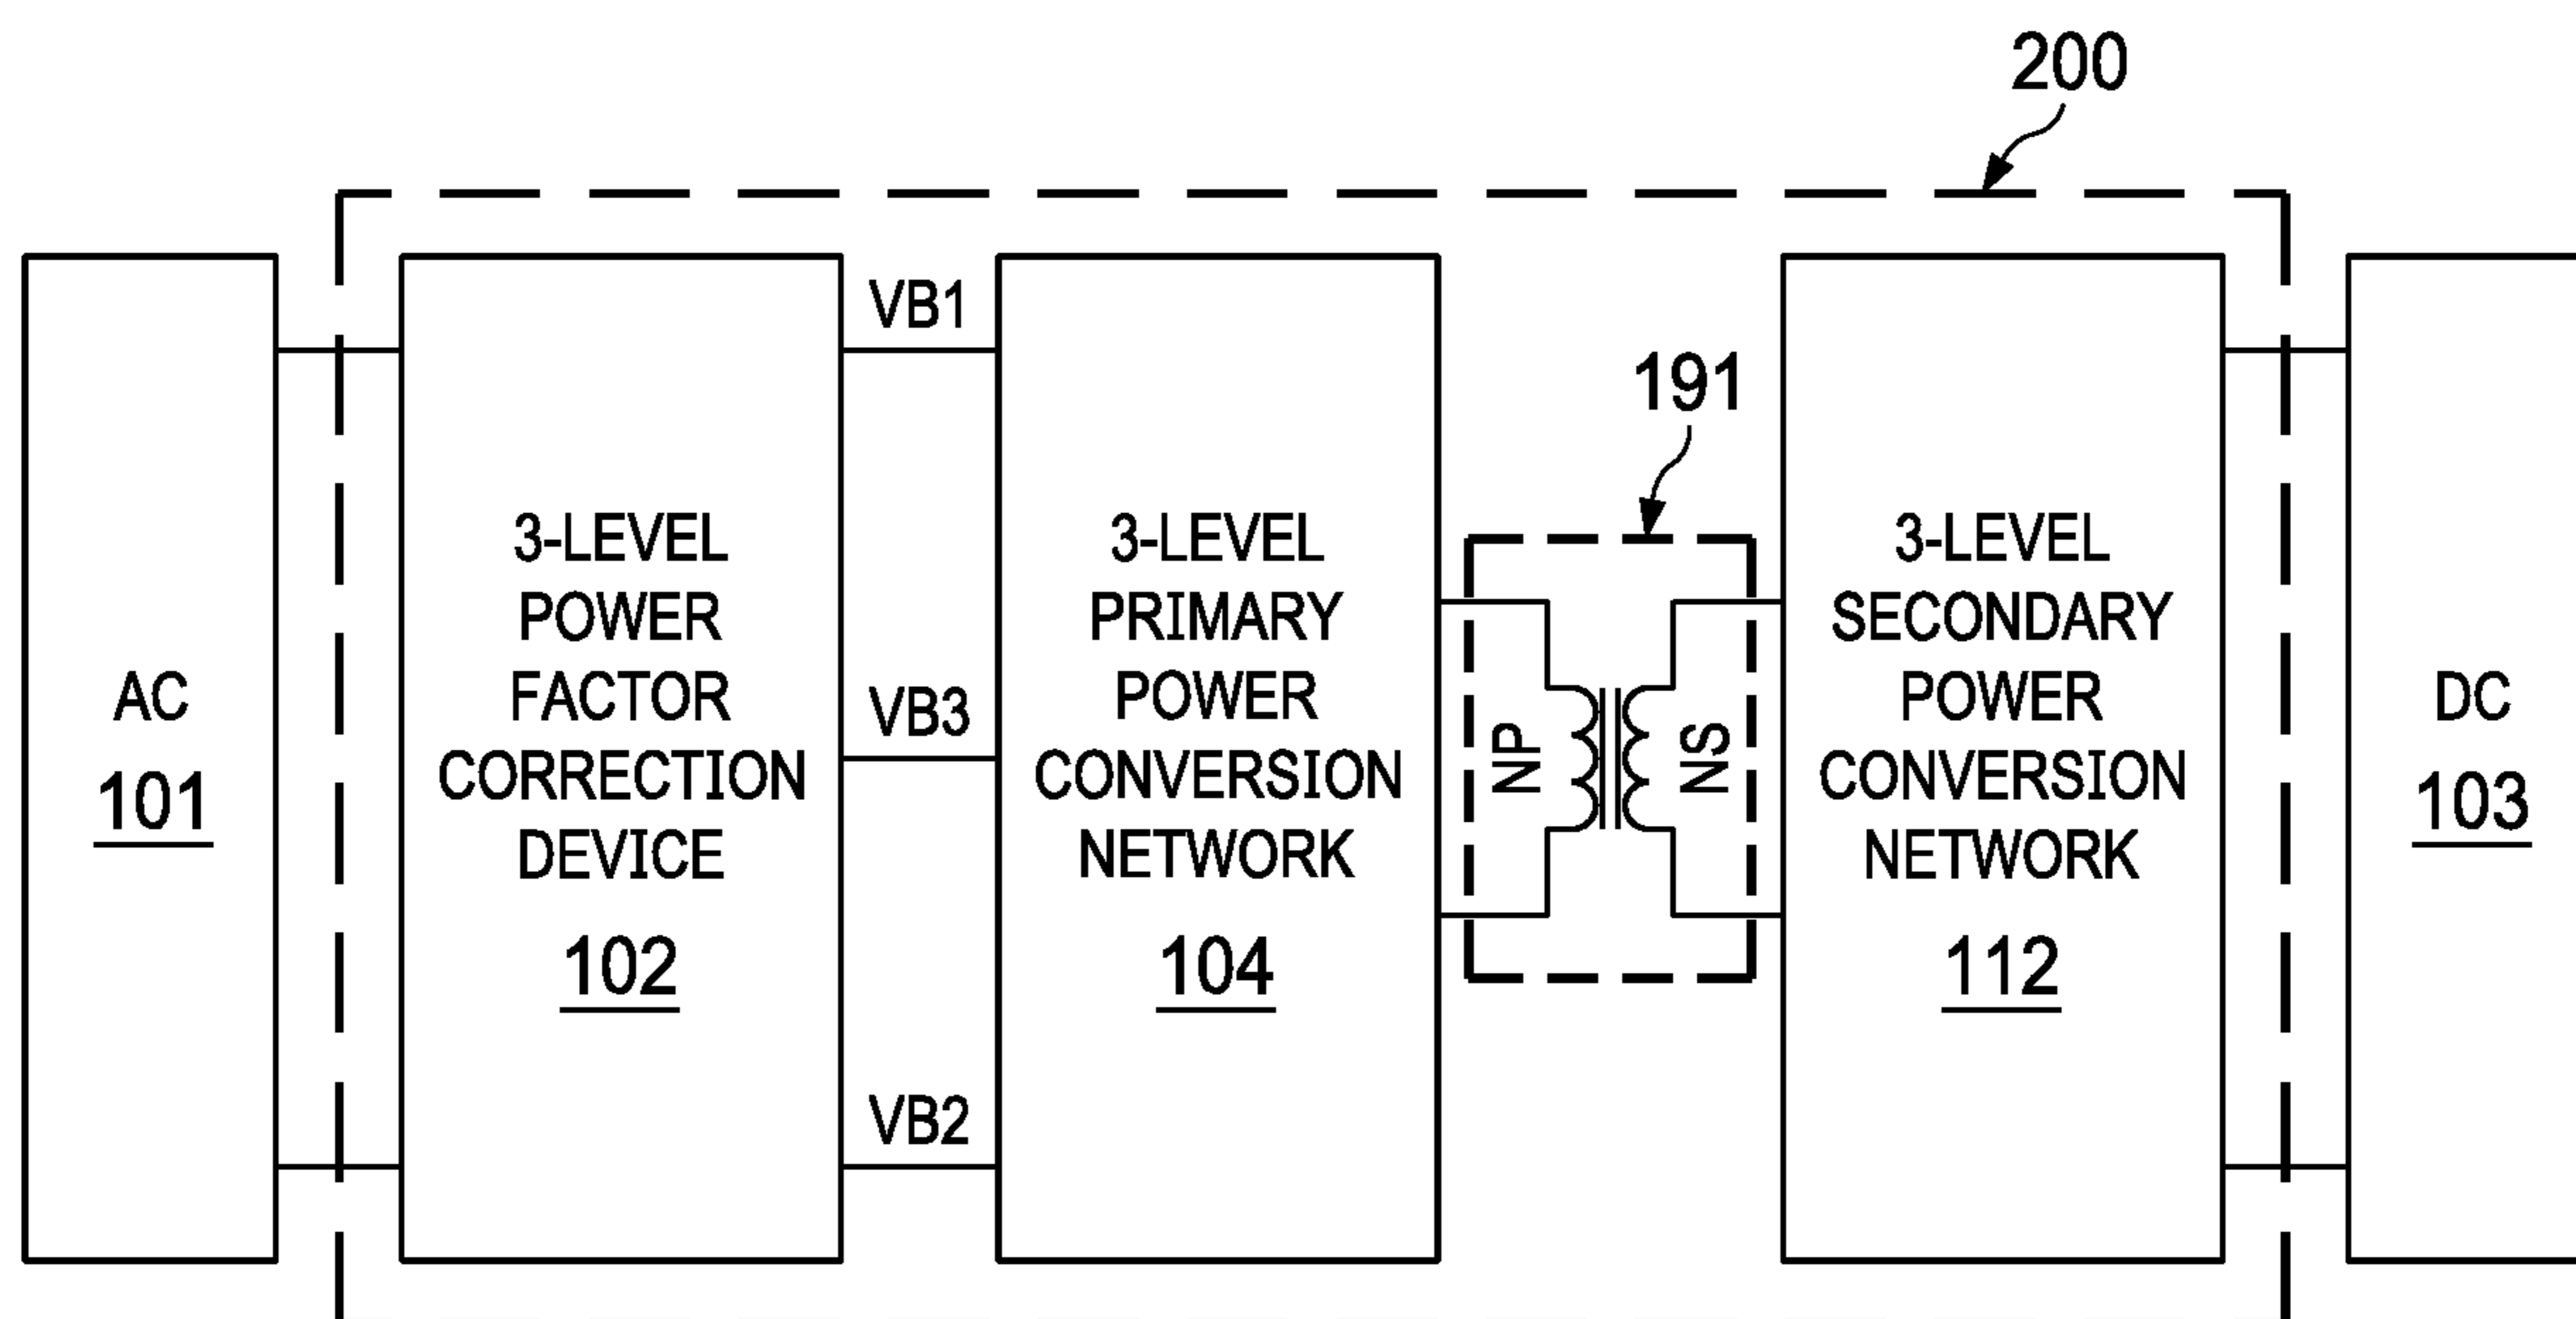 200
191
AC
101
3-LEVEL
POWER
FACTOR
CORRECTION
DEVICE
102
VB1
VB3
VB2
3-LEVEL
PRIMARY
POWER
CONVERSION
NETWORK
104
NP
NS
3-LEVEL
SECONDARY
POWER
CONVERSION
NETWORK
112
DC
103